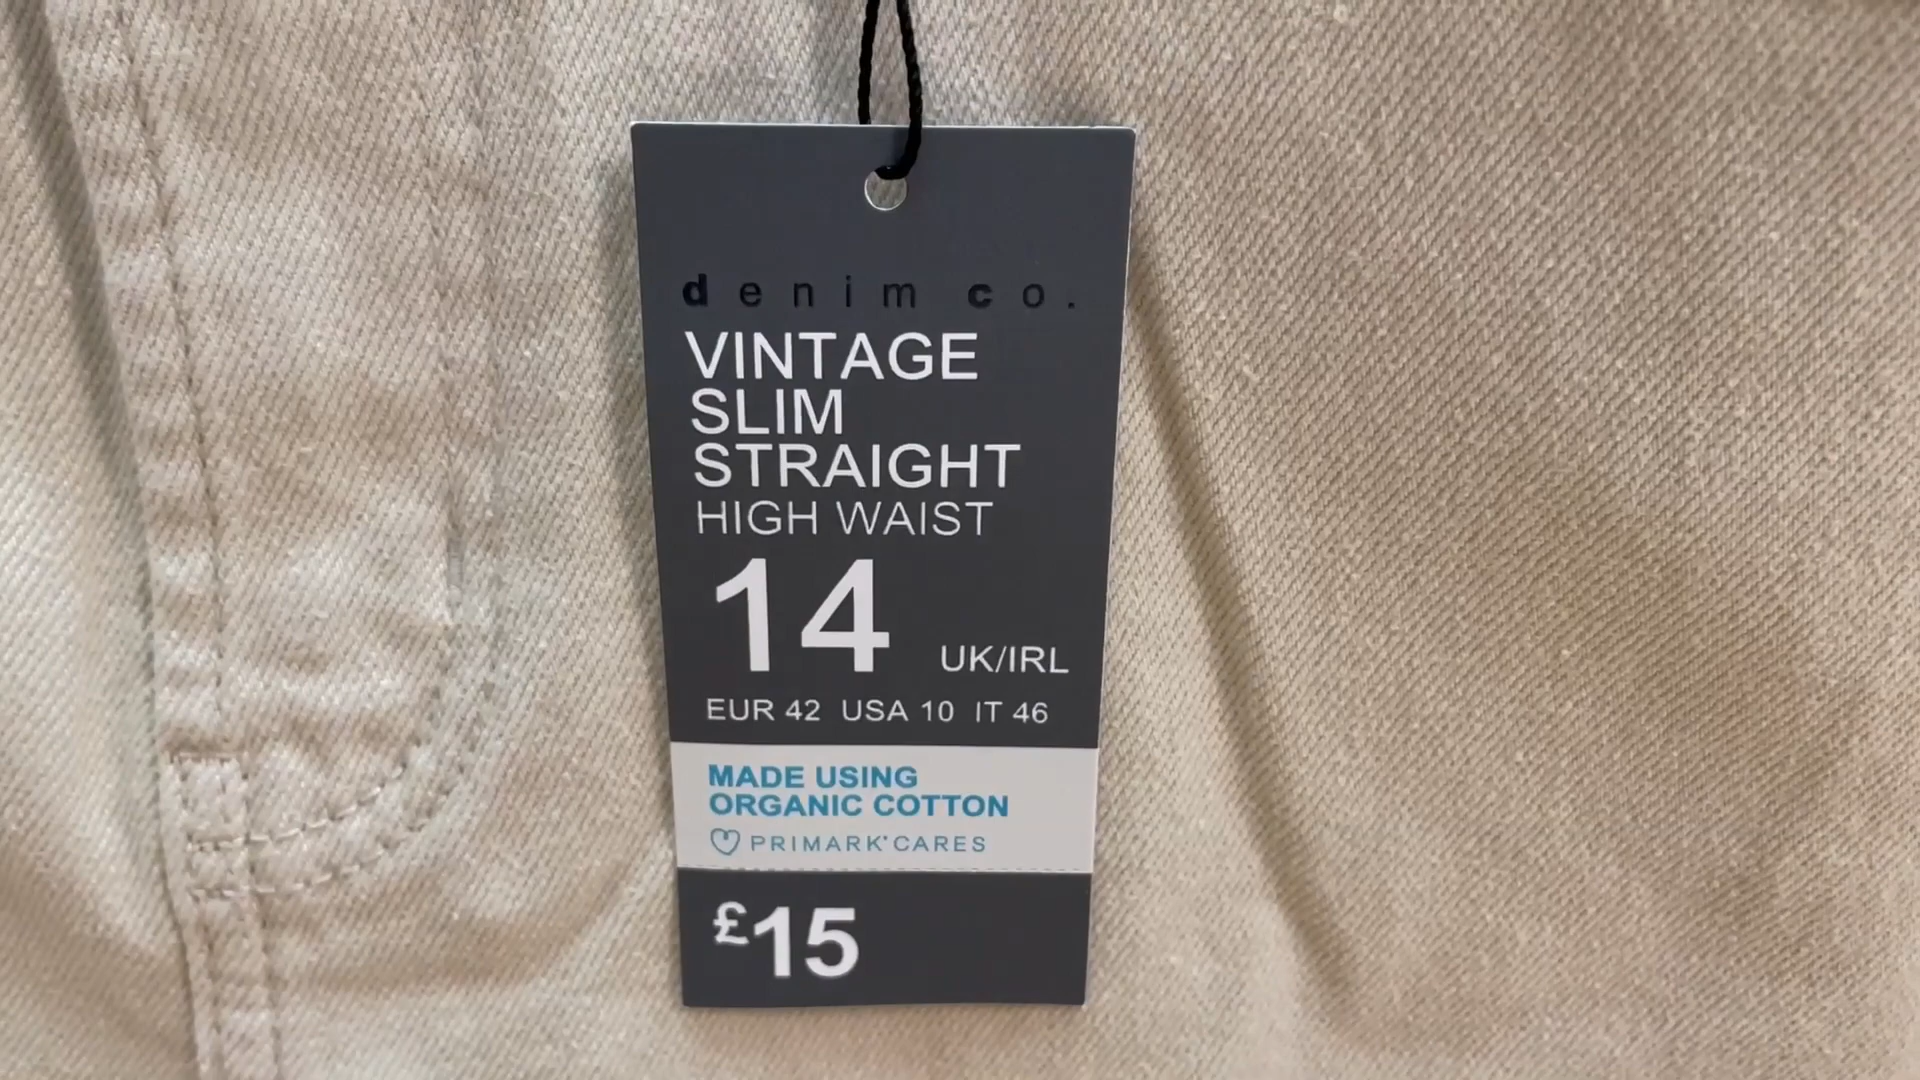 denim co.
VINTAGE
SLIM
STRAIGHT
HIGH WAIST
14 UK/IRL
EUR 42 USA 10 IT 46
MADE USING
ORGANIC COTTON
PRIMARK CARES
£15